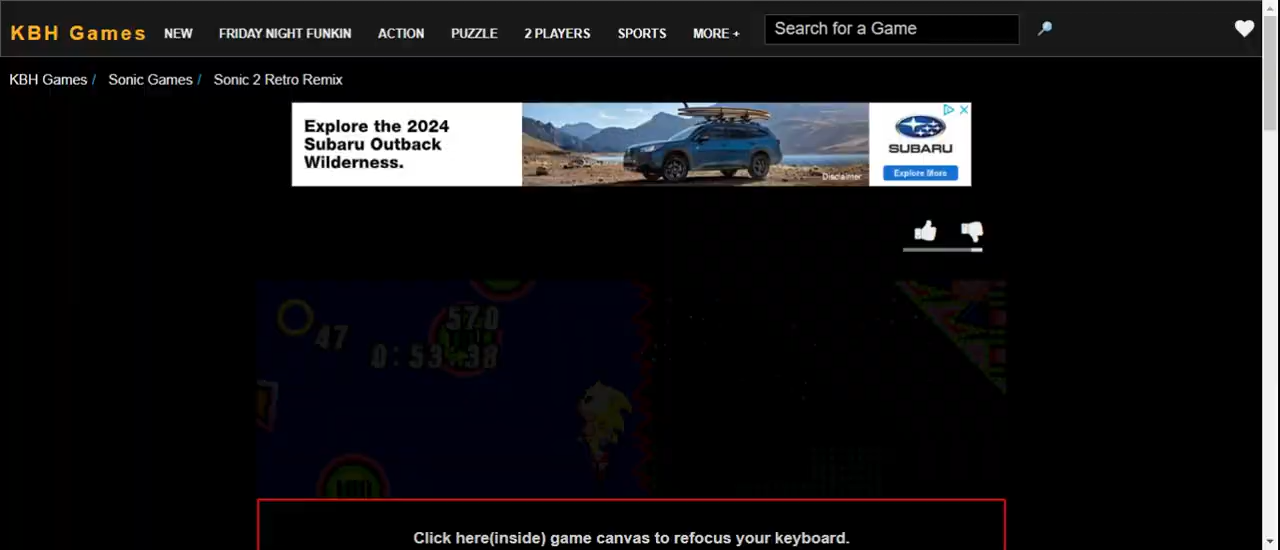 KBH Games NEW FRIDAY NIGHT FUNKIN ACTION PUZZLE 2 PLAYERS SPORTS MORE + Search for a Game
KBH Games / Sonic Games / Sonic 2 Retro Remix
Explore the 2024
Subaru Outback
Wilderness.
Disclaimer
SUBARU
Explore More
570
47
0:53:38
Click here(inside) game canvas to refocus your keyboard.